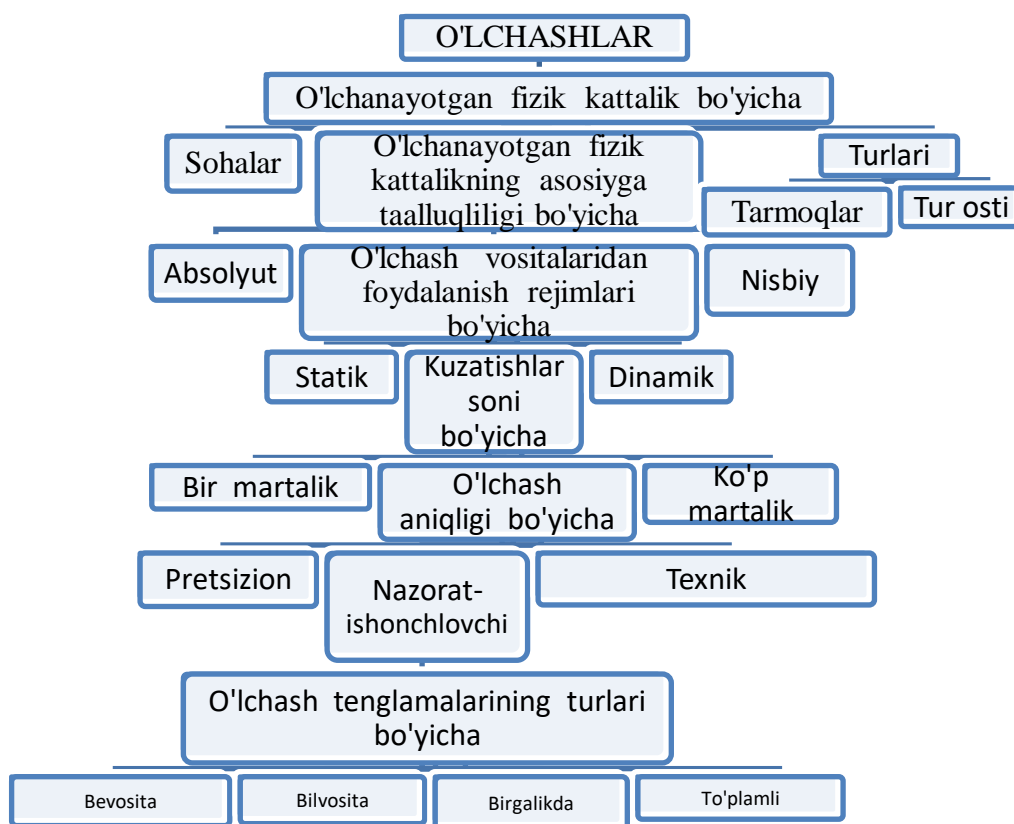 O'LCHASHLAR
O'lchanayotgan fizik kattalik bo'yicha
Sohalar
O'lchanayotgan fizik
kattalikning asosiyga
taalluqliligi bo'yicha
Turlari
Tarmoqlar
Tur osti
Absolyut
O'lchash vositalaridan
foydalanish rejimlari
bo'yicha
Nisbiy
Statik
Kuzatishlar
soni
bo'yicha
Dinamik
Bir martalik
O'lchash
aniqligi bo'yicha
Ko'p
martalik
Pretsizion
Nazorat-
ishonchlovchi
Texnik
O'lchash tenglamalarining turlari
bo'yicha
Bevosita
Bilvosita
Birgalikda
To'plamli